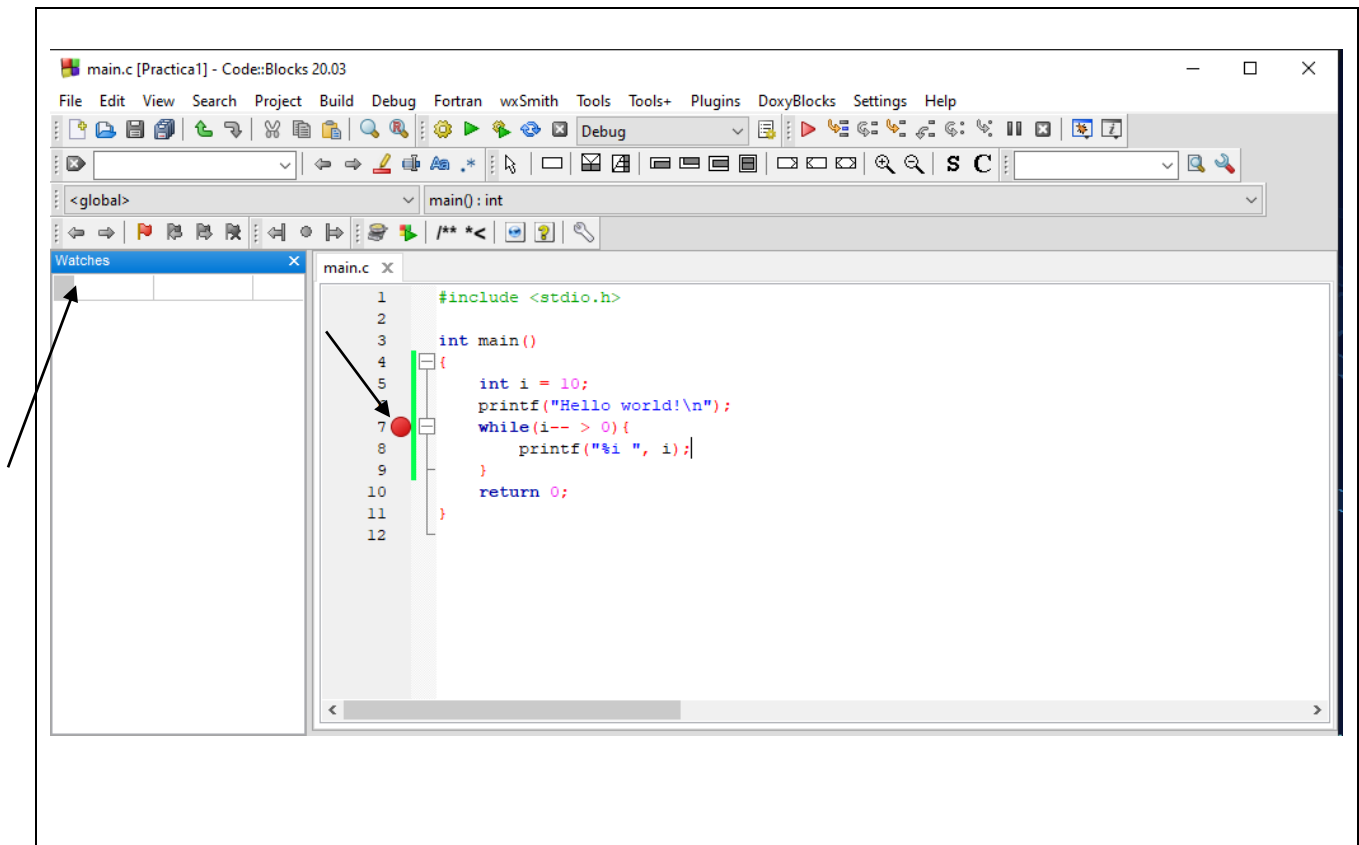 main.c [Practica1] - Code::Blocks 20.03
File Edit View Search Project Build Debug Fortran wxSmith Tools Tools+ Plugins DoxyBlocks Settings Help
Debug
S C
<global> main() : int
/** *<
Watches
main.c
1 #include <stdio.h>
2
3 int main()
4 {
5 int i = 10;
printf("Hello world!\n");
7 while(i-- > 0){
8 printf("%i ", i);
9 }
10 return 0;
11 }
12